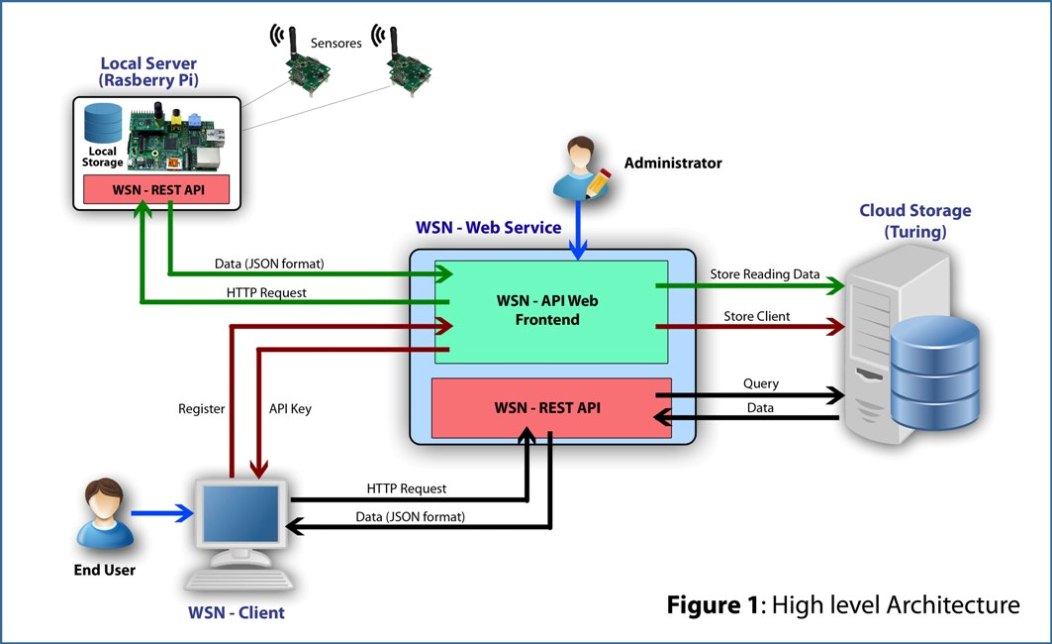 Sensores
Local Server
(Rasberry Pi)
Local
Storage
WSN - REST API
Administrator
WSN - Web Service
Cloud Storage
(Turing)
Data (JSON format)
HTTP Request
WSN - API Web
Frontend
Store Reading Data
Store Client
Register
API Key
WSN - REST API
Query
Data
HTTP Request
Data (JSON format)
End User
WSN - Client
Figure 1: High level Architecture